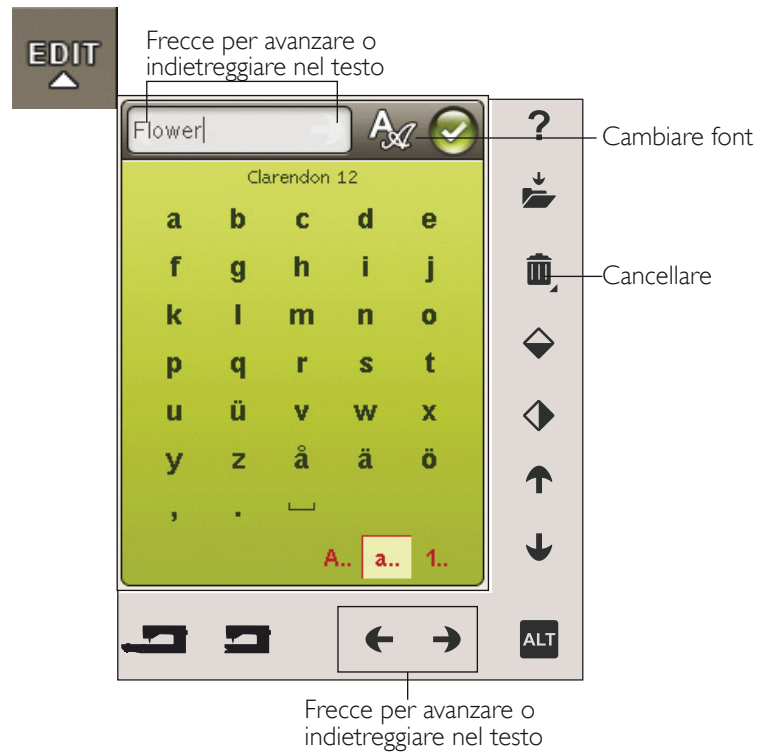 EDIT
Frecce per avanzare o
indietreggiare nel testo
Flower
A A
?
Cambiare font
Clarendon 12
a b c d e
f g h i j
Cancellare
k l m n o
p q r s t
u ü v w x
y z å ä ö
, . ⎵
A.. a.. 1..
ALT
Frecce per avanzare o
indietreggiare nel testo